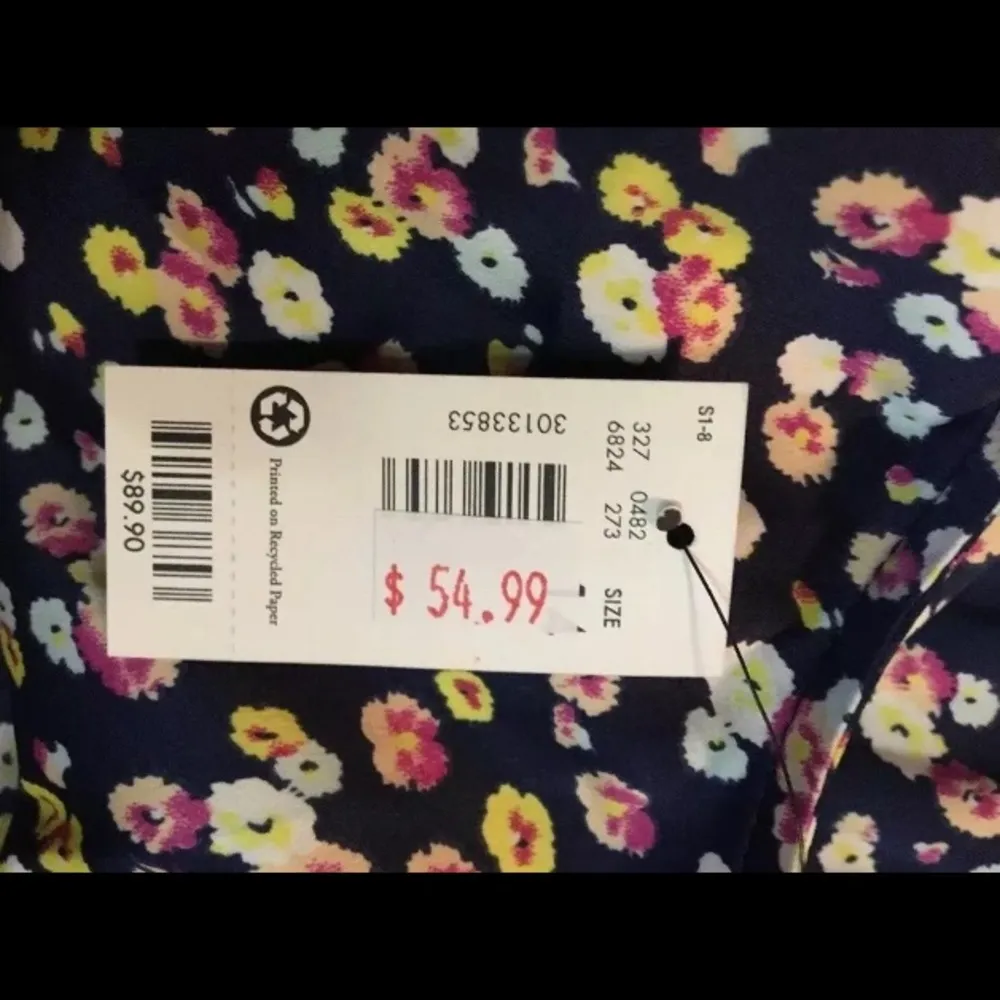 S1-8
327 0482
6824 273
SIZE
30133853
$ 54.99
Printed on Recycled Paper
$89.90